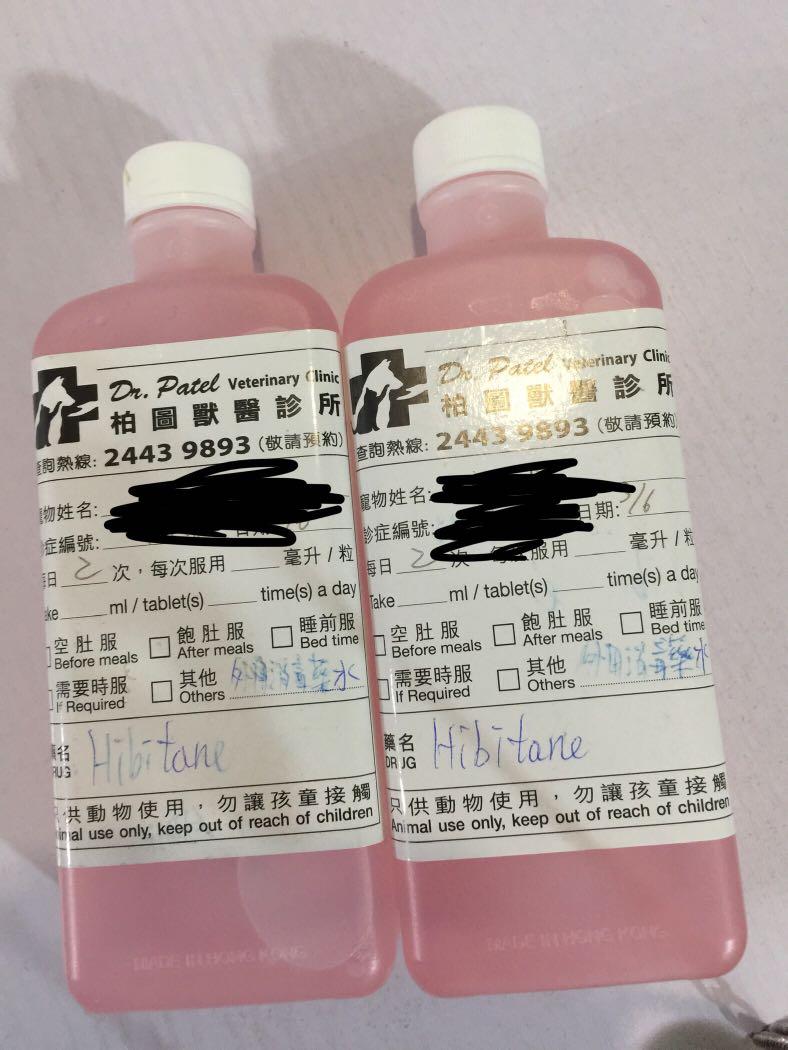 Dr. Patel Veterinary Clinic
柏圖獸醫診所
查詢熱線: 2443 9893 (敬請預約)
寵物姓名:
診症編號:
每日 2 次，每次服用 毫升 / 粒
Take ml / tablet(s) time(s) a day
空肚服 飽肚服 睡前服
Before meals After meals Bed time
需要時服 其他 外用消毒藥水
If Required Others
藥名 Hibitane
DRUG
只供動物使用，勿讓孩童接觸
Animal use only, keep out of reach of children
MADE IN HONG KONG
Dr. Patel Veterinary Clinic
柏圖獸醫診所
查詢熱線: 2443 9893 (敬請預約)
寵物姓名:
診症編號: 日期:
每日 2 次 服用 毫升 / 粒
Take ml / tablet(s) time(s) a day
空肚服 飽肚服 睡前服
Before meals After meals Bed time
需要時服 其他 外用消毒藥水
If Required Others
藥名 Hibitane
DRUG
只供動物使用，勿讓孩童接觸
Animal use only, keep out of reach of children
MADE IN HONG KONG